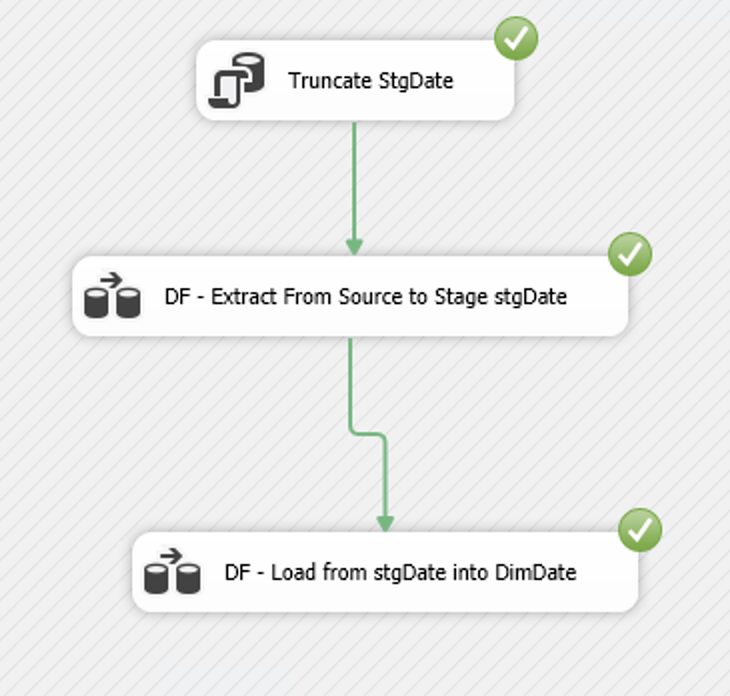 Truncate StgDate
DF - Extract From Source to Stage stgDate
DF - Load from stgDate into DimDate